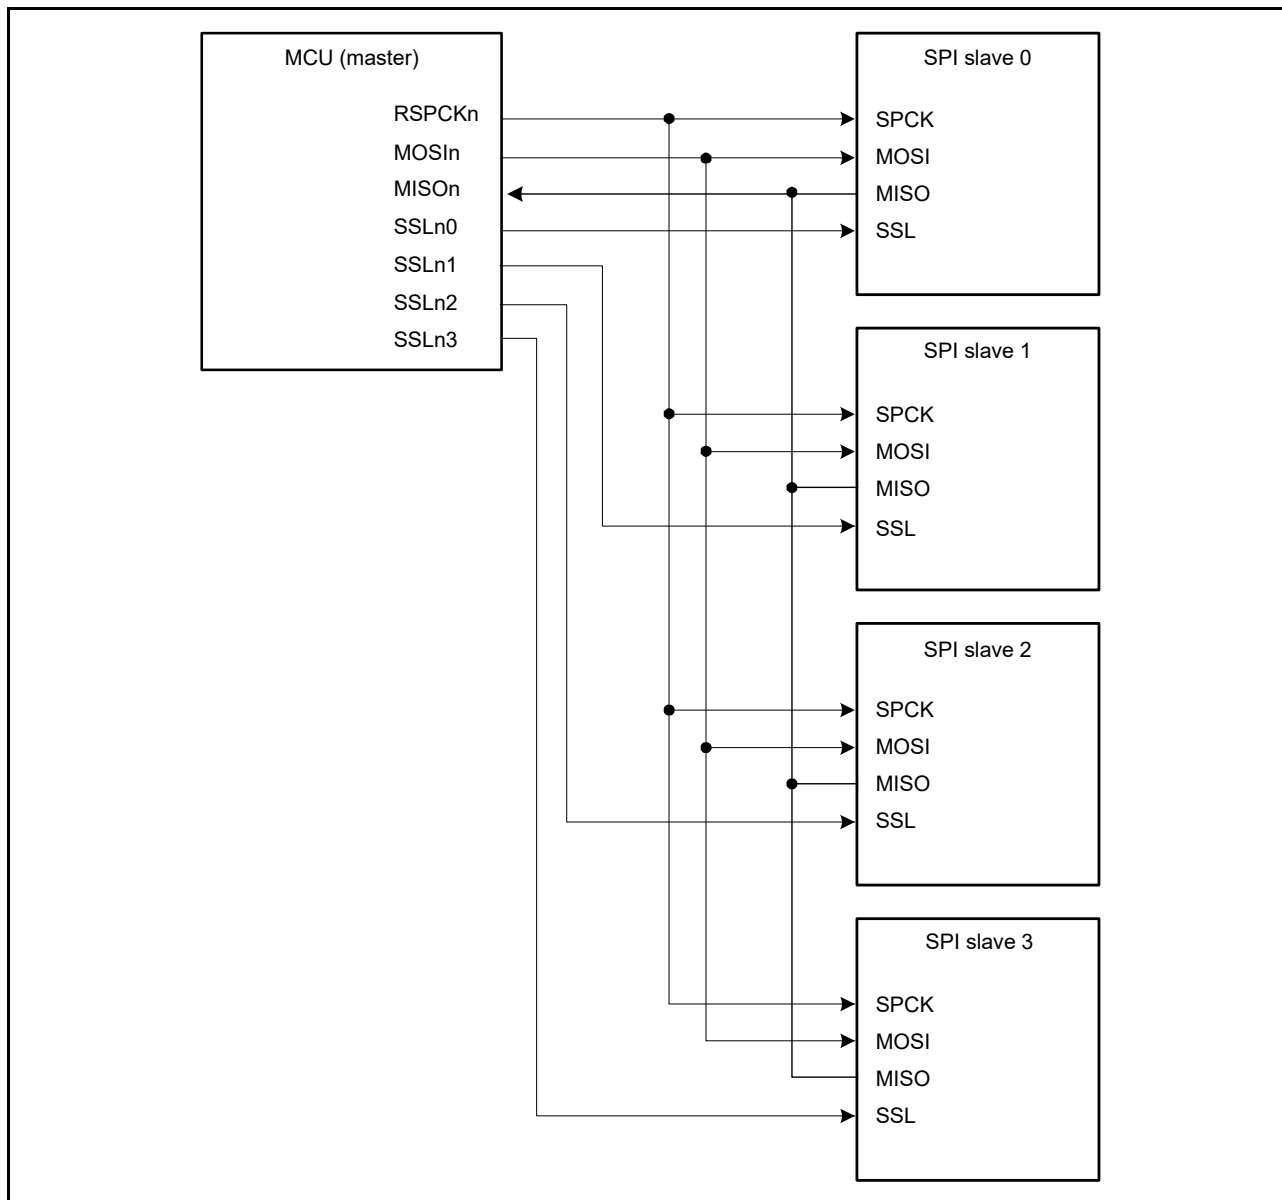 MCU (master)
RSPCKn
MOSIn
MISOn
SSLn0
SSLn1
SSLn2
SSLn3
SPI slave 0
SPCK
MOSI
MISO
SSL
SPI slave 1
SPCK
MOSI
MISO
SSL
SPI slave 2
SPCK
MOSI
MISO
SSL
SPI slave 3
SPCK
MOSI
MISO
SSL